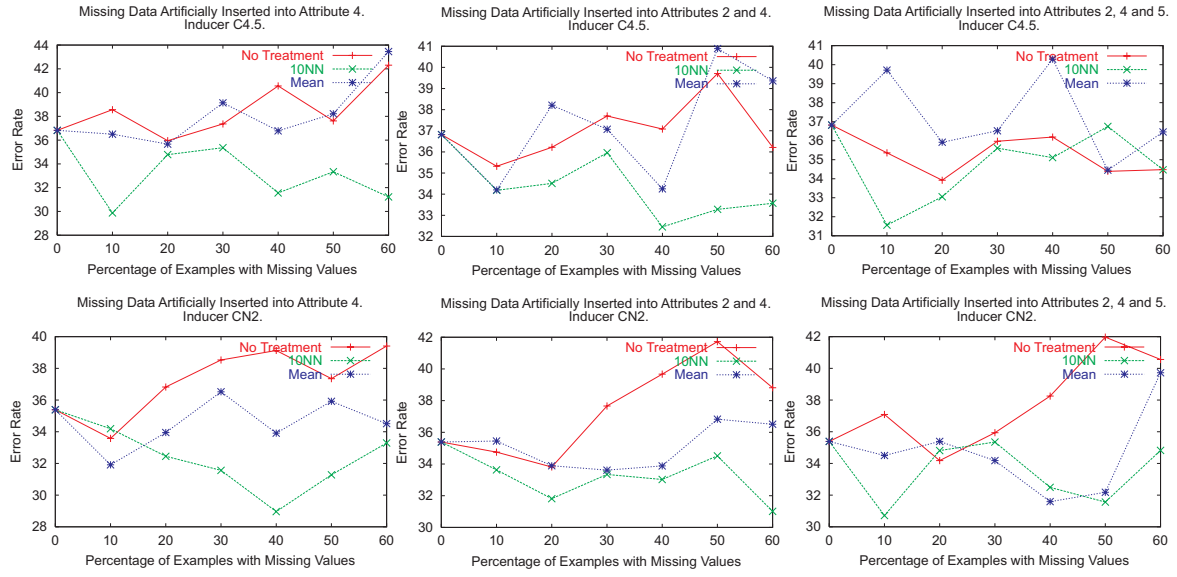 Missing Data Artificially Inserted into Attribute 4.
Inducer C4.5.
44
42
40
38
36
34
32
30
28
Error Rate
No Treatment
10NN
Mean
0 10 20 30 40 50 60
Percentage of Examples with Missing Values
Missing Data Artificially Inserted into Attributes 2 and 4.
Inducer C4.5.
41
40
39
38
37
36
35
34
33
32
Error Rate
No Treatment
10NN
Mean
0 10 20 30 40 50 60
Percentage of Examples with Missing Values
Missing Data Artificially Inserted into Attributes 2, 4 and 5.
Inducer C4.5.
41
40
39
38
37
36
35
34
33
32
31
Error Rate
No Treatment
10NN
Mean
0 10 20 30 40 50 60
Percentage of Examples with Missing Values
Missing Data Artificially Inserted into Attribute 4.
Inducer CN2.
40
38
36
34
32
30
28
Error Rate
No Treatment
10NN
Mean
0 10 20 30 40 50 60
Percentage of Examples with Missing Values
Missing Data Artificially Inserted into Attributes 2 and 4.
Inducer CN2.
42
40
38
36
34
32
30
Error Rate
No Treatment
10NN
Mean
0 10 20 30 40 50 60
Percentage of Examples with Missing Values
Missing Data Artificially Inserted into Attributes 2, 4 and 5.
Inducer CN2.
42
40
38
36
34
32
30
Error Rate
No Treatment
10NN
Mean
0 10 20 30 40 50 60
Percentage of Examples with Missing Values